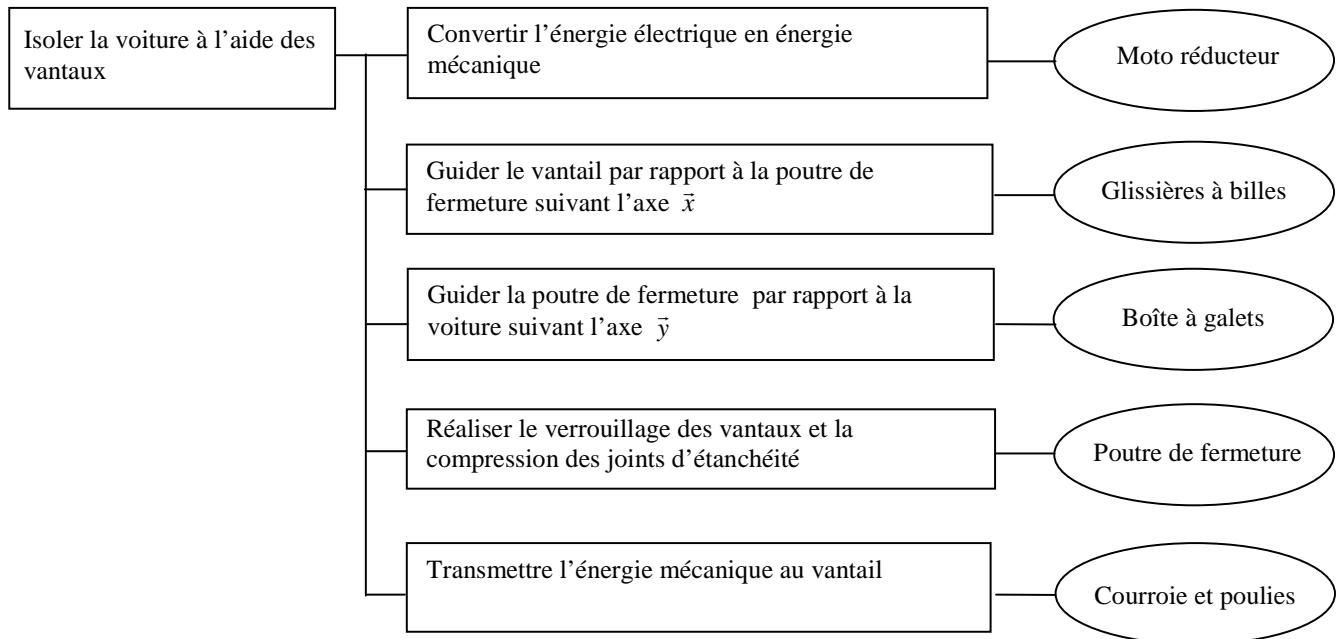 Isoler la voiture à l’aide des
vantaux
Convertir l’énergie électrique en énergie
mécanique
Moto réducteur
Guider le vantail par rapport à la poutre de
fermeture suivant l’axe x⃗
Glissières à billes
Guider la poutre de fermeture par rapport à la
voiture suivant l’axe y⃗
Boîte à galets
Réaliser le verrouillage des vantaux et la
compression des joints d’étanchéité
Poutre de fermeture
Transmettre l’énergie mécanique au vantail
Courroie et poulies